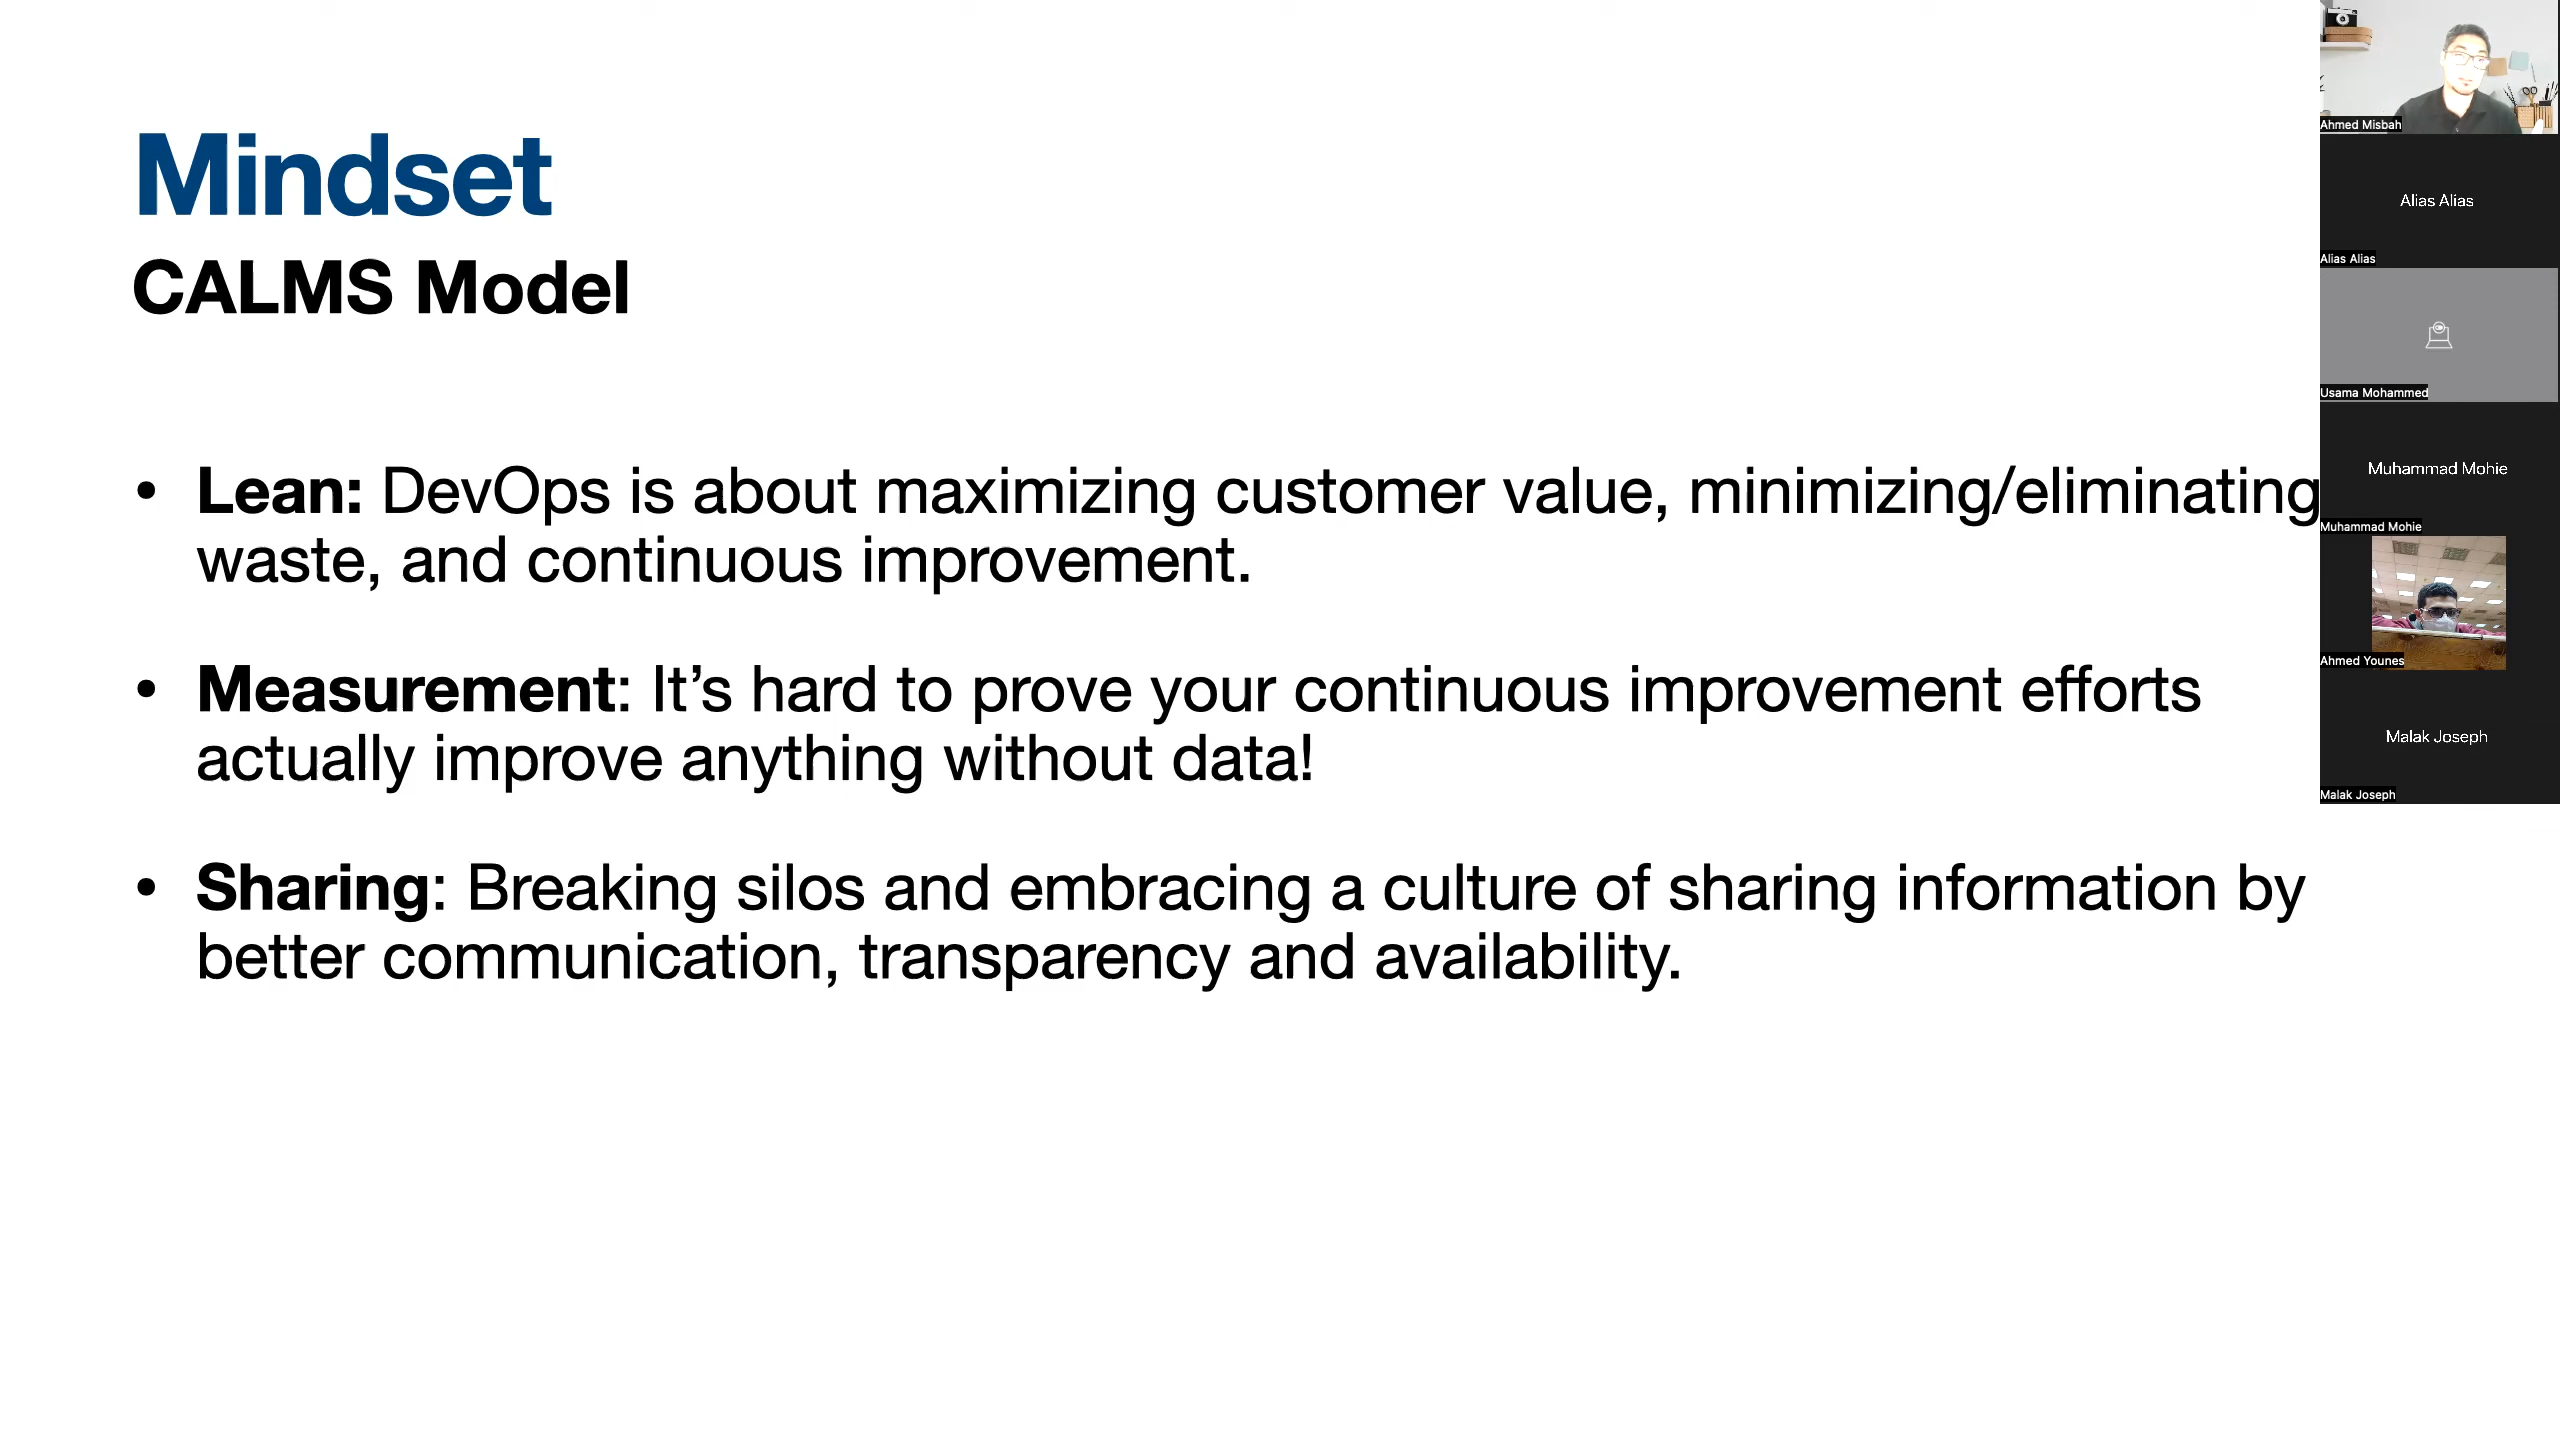 Mindset
CALMS Model
• Lean: DevOps is about maximizing customer value, minimizing/eliminating
waste, and continuous improvement.
• Measurement: It’s hard to prove your continuous improvement efforts
actually improve anything without data!
• Sharing: Breaking silos and embracing a culture of sharing information by
better communication, transparency and availability.
Ahmed Misbah
Alias Alias
Alias Alias
Usama Mohammed
Muhammad Mohie
Muhammad Mohie
Ahmed Younes
Malak Joseph
Malak Joseph